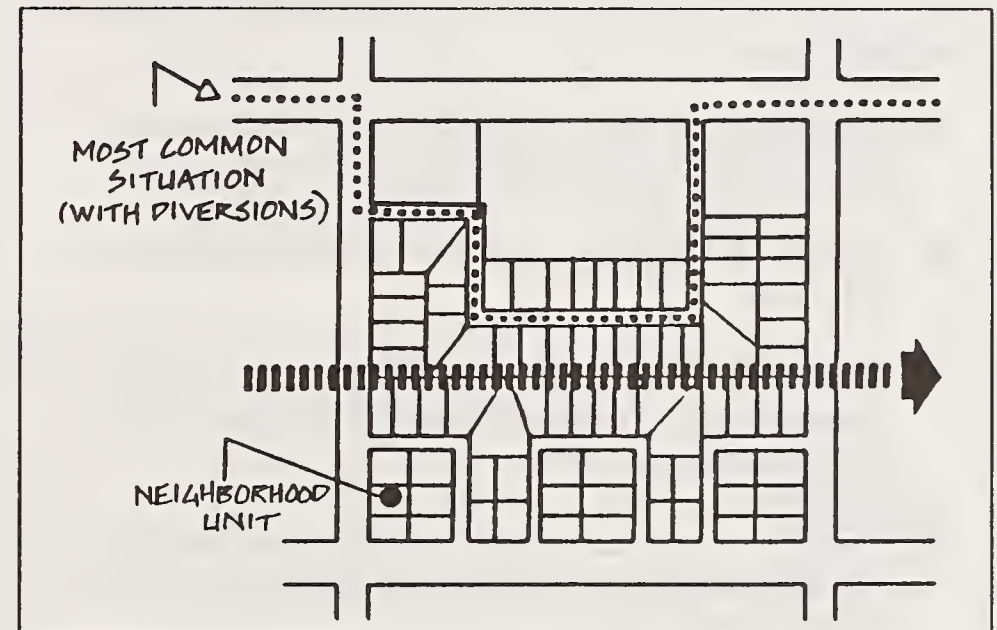 MOST COMMON
SITUATION
(WITH DIVERSIONS)
NEIGHBORHOOD
UNIT